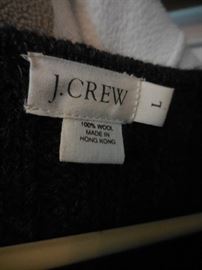 J.CREW
L
100% WOOL
MADE IN
HONG KONG